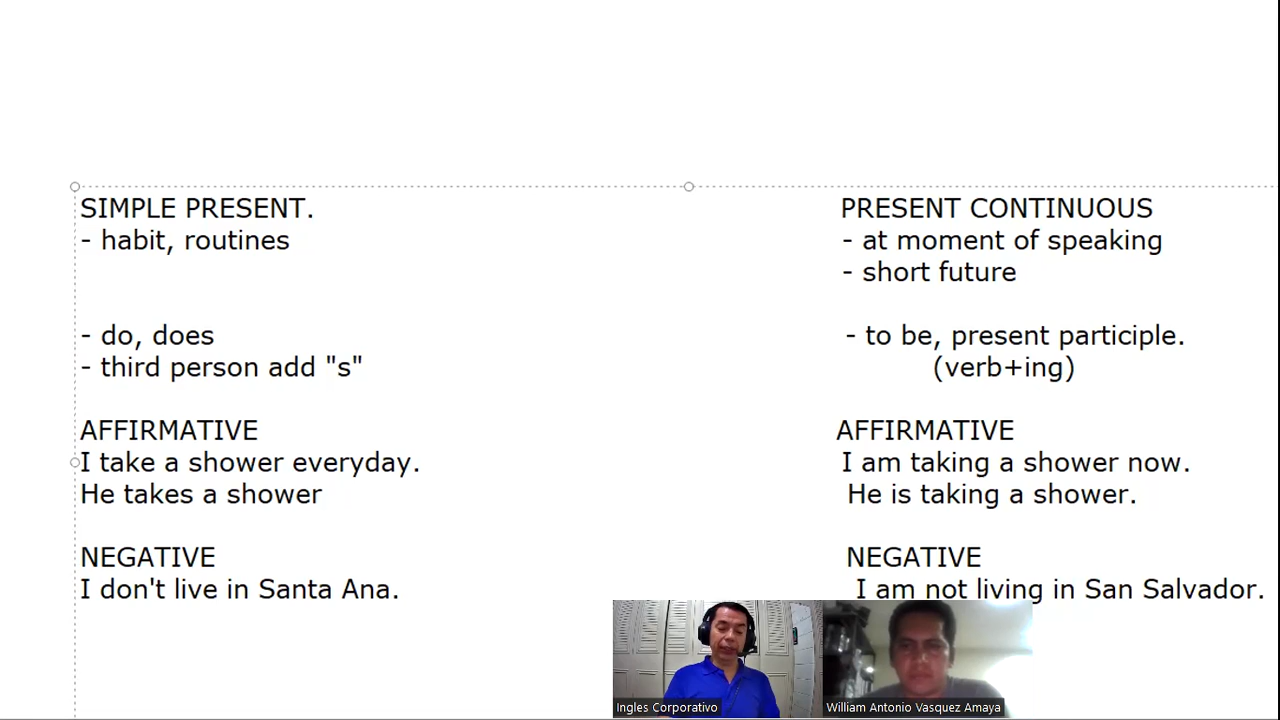 SIMPLE PRESENT.
- habit, routines
- do, does
- third person add "s"
AFFIRMATIVE
I take a shower everyday.
He takes a shower
NEGATIVE
I don't live in Santa Ana.
PRESENT CONTINUOUS
- at moment of speaking
- short future
- to be, present participle.
(verb+ing)
AFFIRMATIVE
I am taking a shower now.
He is taking a shower.
NEGATIVE
I am not living in San Salvador.
Ingles Corporativo
William Antonio Vasquez Amaya